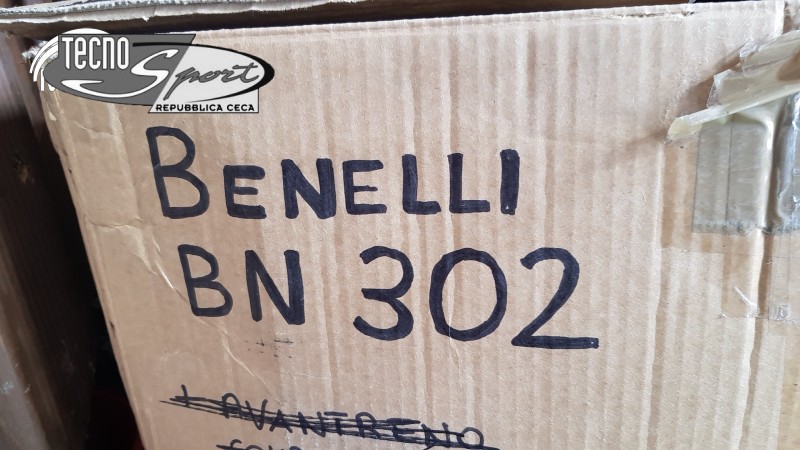 TECNO
Sport
REPUBBLICA CECA
BENELLI
BN 302
+ AVANTRENO